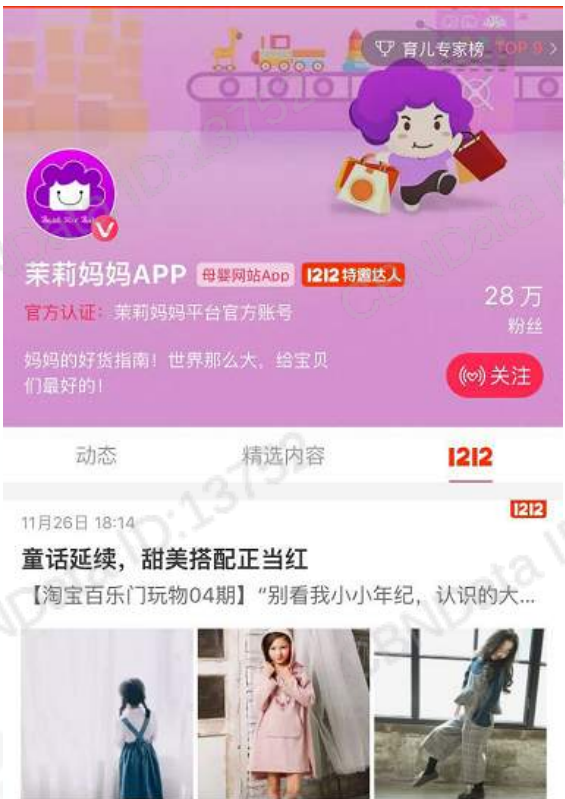 育儿专家榜 TOP 9
茉莉妈妈APP 母婴网站App 1212特邀达人
官方认证：茉莉妈妈平台官方账号
28万
粉丝
妈妈的好货指南！世界那么大，给宝贝
们最好的！
关注
动态 精选内容 1212
1212
11月26日 18:14
童话延续，甜美搭配正当红
【淘宝百乐门玩物04期】“别看我小小年纪，认识的大...
CBNData ID:13752